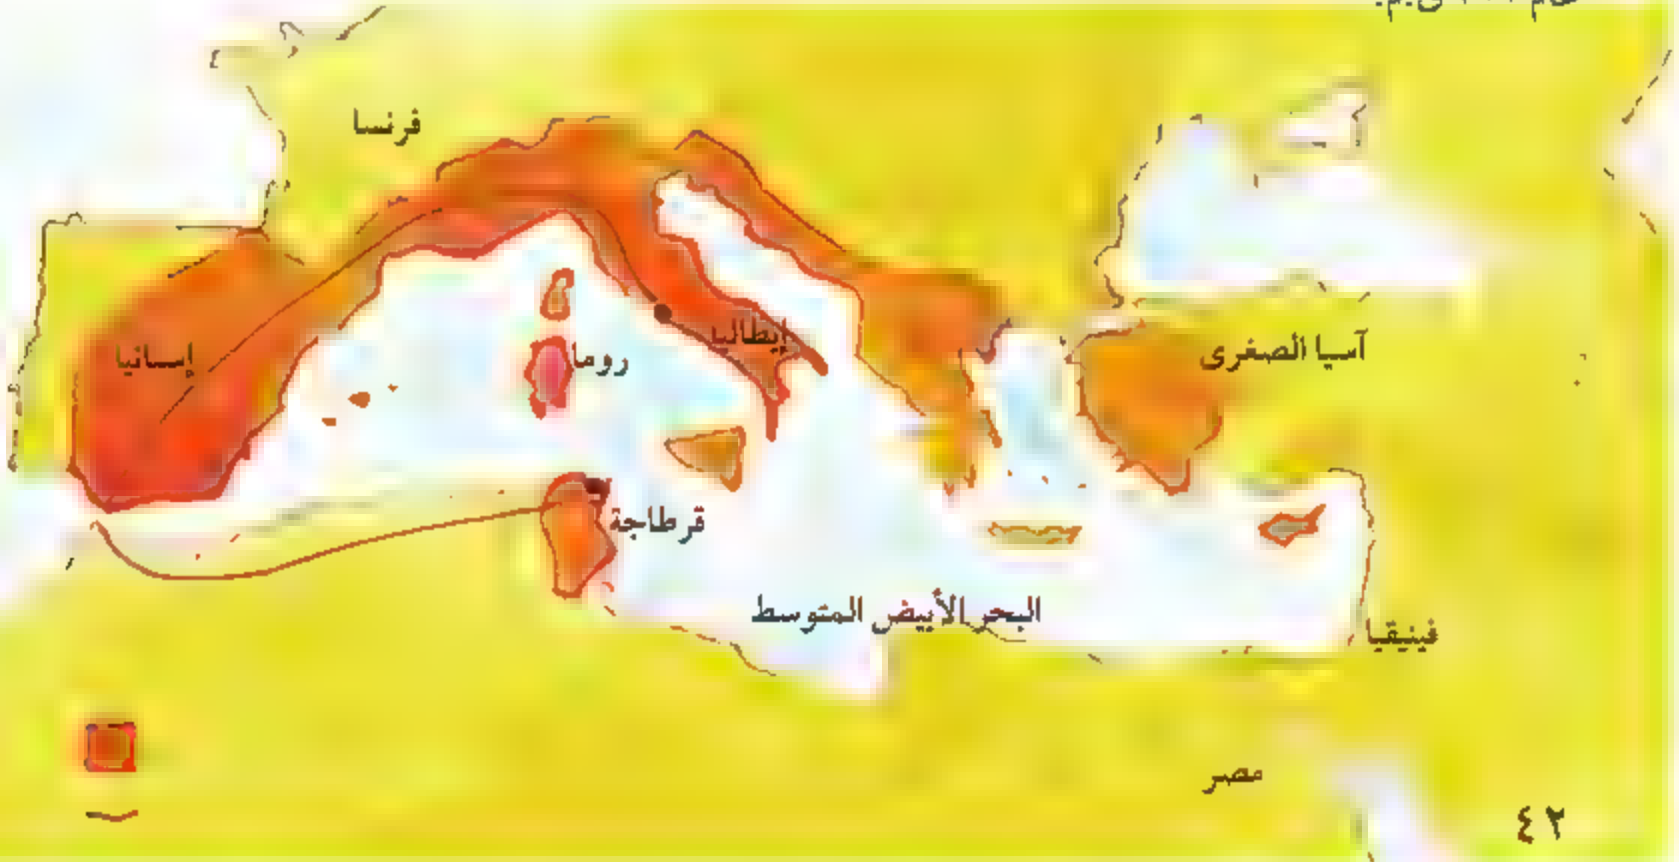 فرنسا
إسبانيا
إيطاليا
روما
آسيا الصغرى
قرطاجة
البحر الأبيض المتوسط
فينيقيا
مصر
٤٢